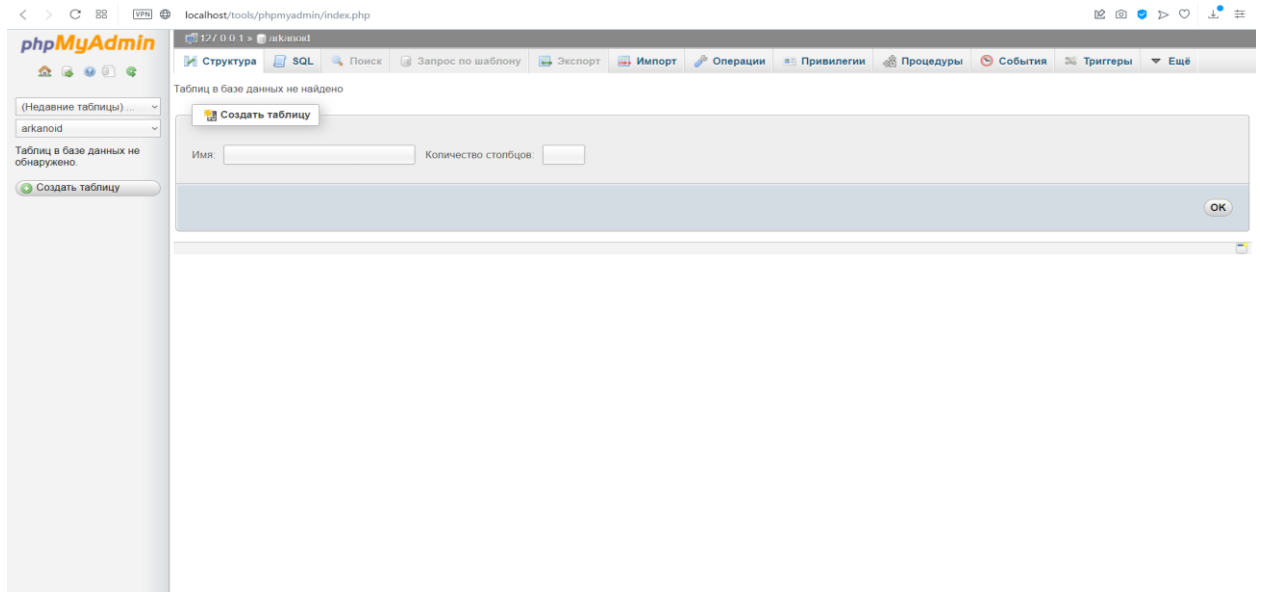 VPN localhost/tools/phpmyadmin/index.php
phpMyAdmin
(Недавние таблицы) ...
arkanoid
Таблиц в базе данных не
обнаружено.
Создать таблицу
127.0.0.1 » arkanoid
Структура SQL Поиск Запрос по шаблону Экспорт Импорт Операции Привилегии Процедуры События Триггеры Ещё
Таблиц в базе данных не найдено
Создать таблицу
Имя: Количество столбцов:
OK